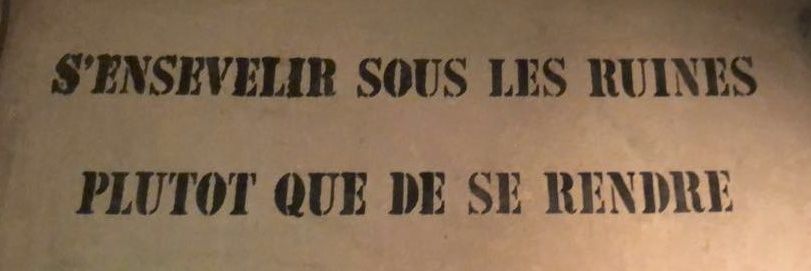 S'ENSEVELIR SOUS LES RUINES
PLUTOT QUE DE SE RENDRE